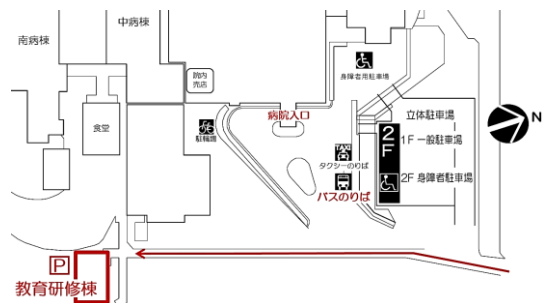 中病棟
南病棟
院内
売店
身障者用駐車場
食堂
駐輪場
病院入口
立体駐車場
1F 一般駐車場
2F
2F 身障者駐車場
TAXI
タクシーのりば
バスのりば
N
P
教育研修棟